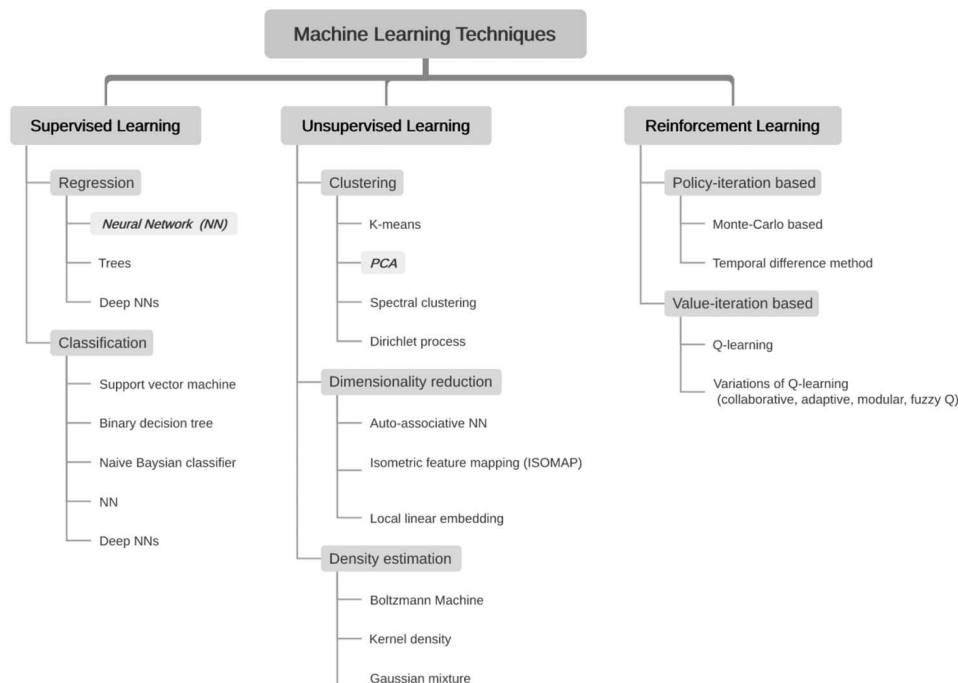 Machine Learning Techniques
Supervised Learning
Regression
Neural Network (NN)
Trees
Deep NNs
Classification
Support vector machine
Binary decision tree
Naive Baysian classifier
NN
Deep NNs
Unsupervised Learning
Clustering
K-means
PCA
Spectral clustering
Dirichlet process
Dimensionality reduction
Auto-associative NN
Isometric feature mapping (ISOMAP)
Local linear embedding
Density estimation
Boltzmann Machine
Kernel density
Gaussian mixture
Reinforcement Learning
Policy-iteration based
Monte-Carlo based
Temporal difference method
Value-iteration based
Q-learning
Variations of Q-learning
(collaborative, adaptive, modular, fuzzy Q)